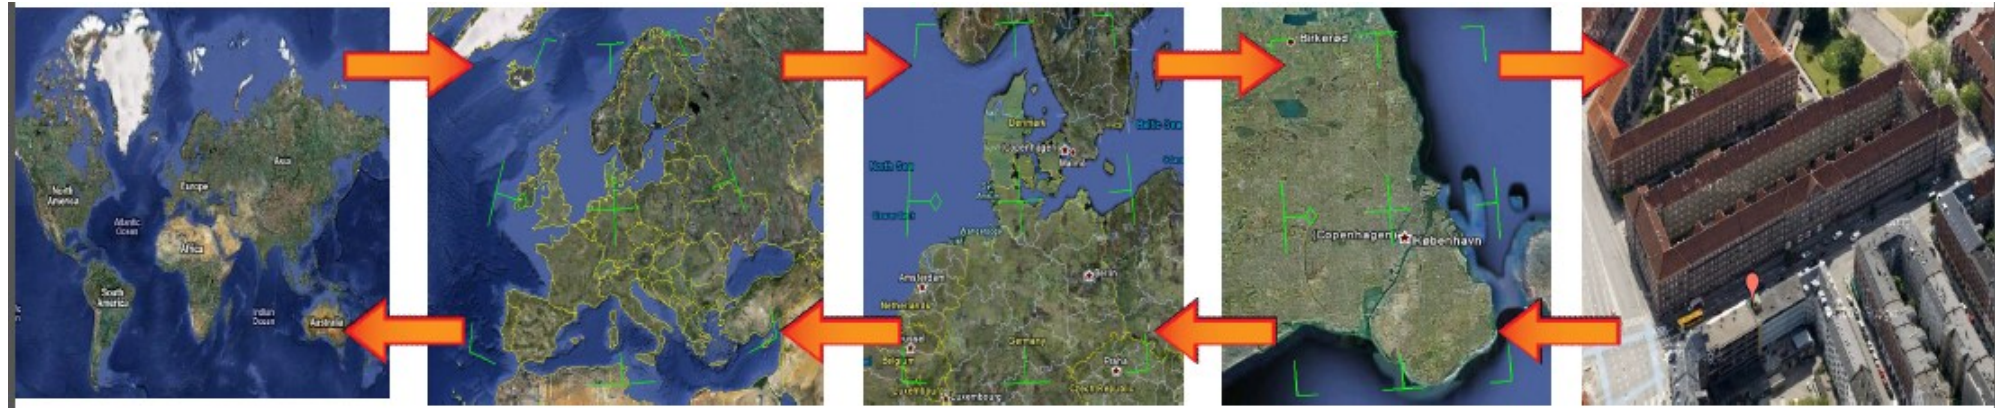 North
America
Atlantic
Ocean
South
America
Europe
Africa
Asia
Indian
Ocean
Australia
Denmark
(Copenhagen)
Baltic Sea
North Sea
Amsterdam
Netherlands
Berlin
Belgium
Germany
Praha
Czech Republic
Luxembourg
Birkerød
(Copenhagen)
København